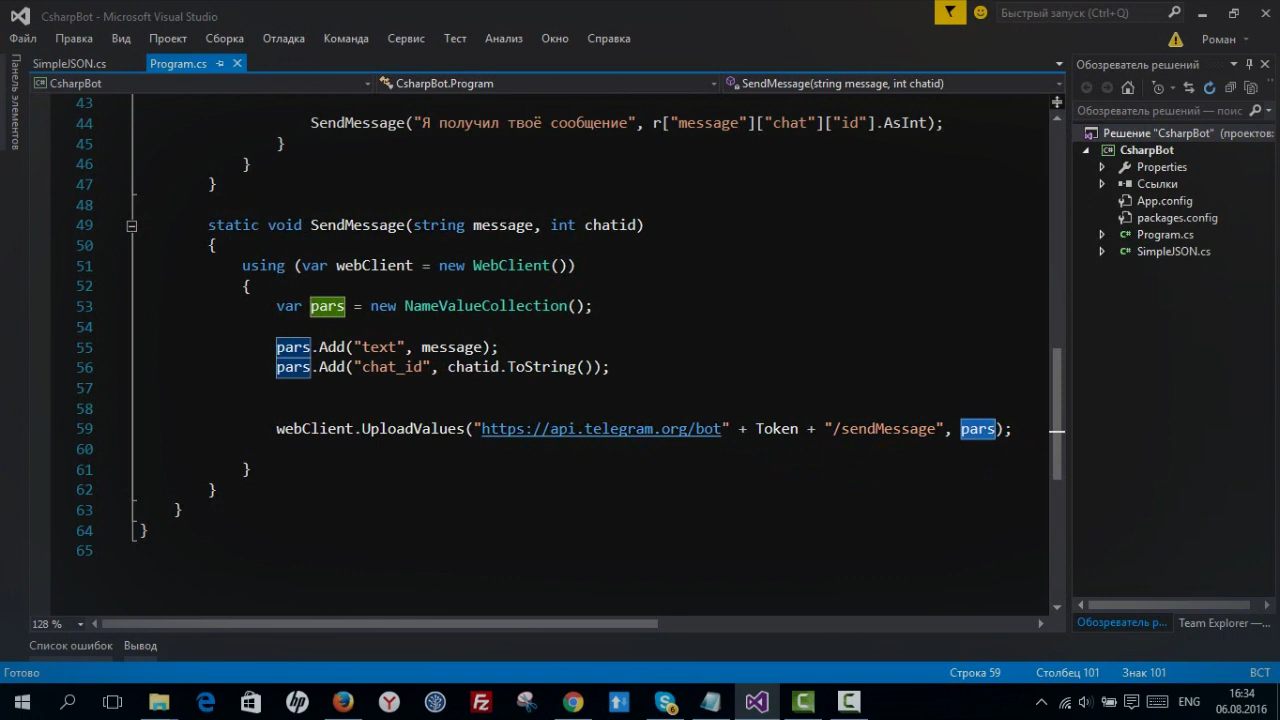 CsharpBot - Microsoft Visual Studio
Быстрый запуск (Ctrl+Q)
Файл Правка Вид Проект Сборка Отладка Команда Сервис Тест Анализ Окно Справка
Роман
Панель элементов
SimpleJSON.cs Program.cs
CsharpBot CsharpBot.Program SendMessage(string message, int chatid)
43
44 SendMessage("Я получил твоё сообщение", r["message"]["chat"]["id"].AsInt);
45 }
46 }
47 }
48
49 static void SendMessage(string message, int chatid)
50 {
51 using (var webClient = new WebClient())
52 {
53 var pars = new NameValueCollection();
54
55 pars.Add("text", message);
56 pars.Add("chat_id", chatid.ToString());
57
58
59 webClient.UploadValues("https://api.telegram.org/bot" + Token + "/sendMessage", pars);
60
61 }
62 }
63 }
64 }
65
128 %
Список ошибок Вывод
Обозреватель решений
Обозреватель решений — поис
Решение "CsharpBot" (проектов:
CsharpBot
Properties
Ссылки
App.config
packages.config
Program.cs
SimpleJSON.cs
Обозреватель р... Team Explorer —...
Готово Строка 59 Столбец 101 Знак 101 ВСТ
ENG
16:34
06.08.2016